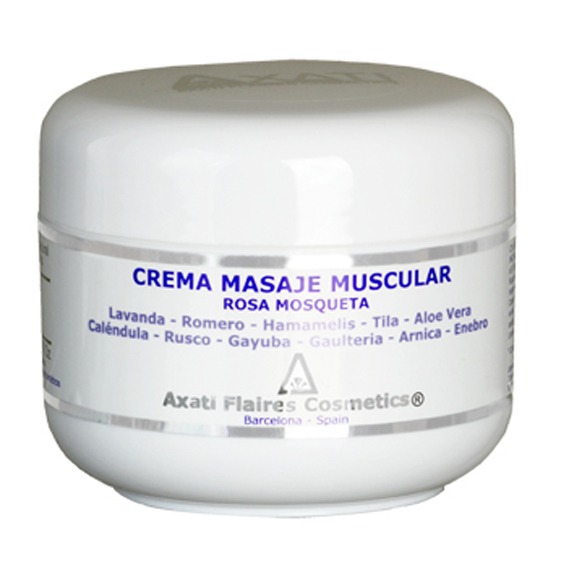 AXATI
CREMA MASAJE MUSCULAR
ROSA MOSQUETA
Lavanda - Romero - Hamamelis - Tila - Aloe Vera
Caléndula - Rusco - Gayuba - Gaulteria - Arnica - Enebro
Axati Flaires Cosmetics®
Barcelona - Spain